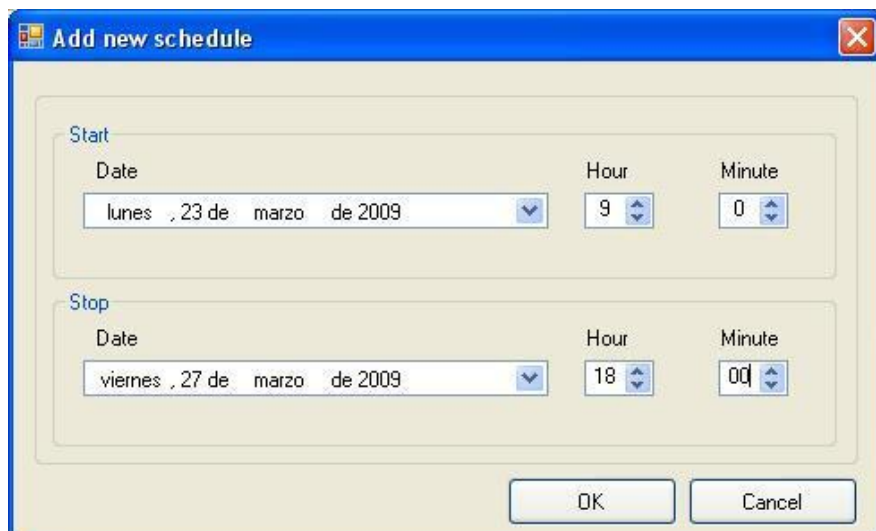 Add new schedule
Start
Date Hour Minute
lunes , 23 de marzo de 2009 9 0
Stop
Date Hour Minute
viernes , 27 de marzo de 2009 18 00
OK Cancel